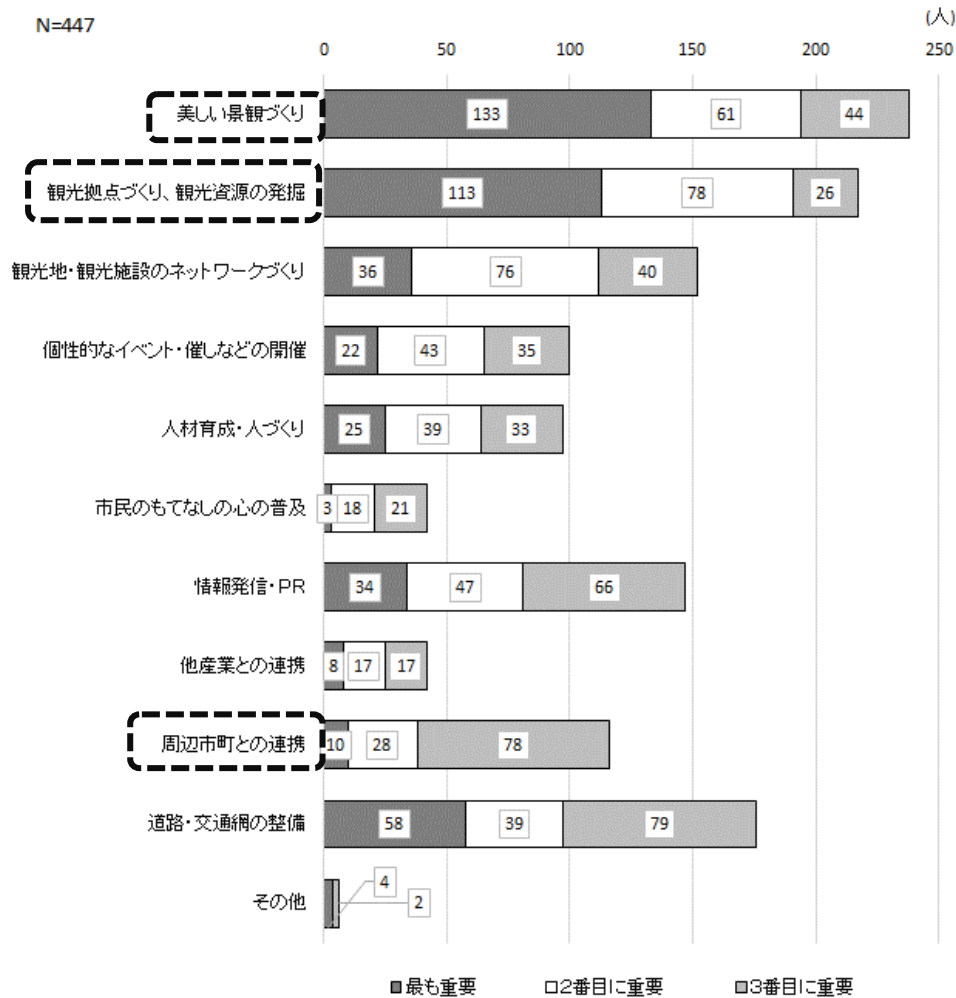 N=447
(人)
0 50 100 150 200 250
美しい景観づくり 133 61 44
観光拠点づくり、観光資源の発掘 113 78 26
観光地・観光施設のネットワークづくり 36 76 40
個性的なイベント・催しなどの開催 22 43 35
人材育成・人づくり 25 39 33
市民のもてなしの心の普及 3 18 21
情報発信・PR 34 47 66
他産業との連携 8 17 17
周辺市町との連携 10 28 78
道路・交通網の整備 58 39 79
その他 4 2
最も重要 2番目に重要 3番目に重要